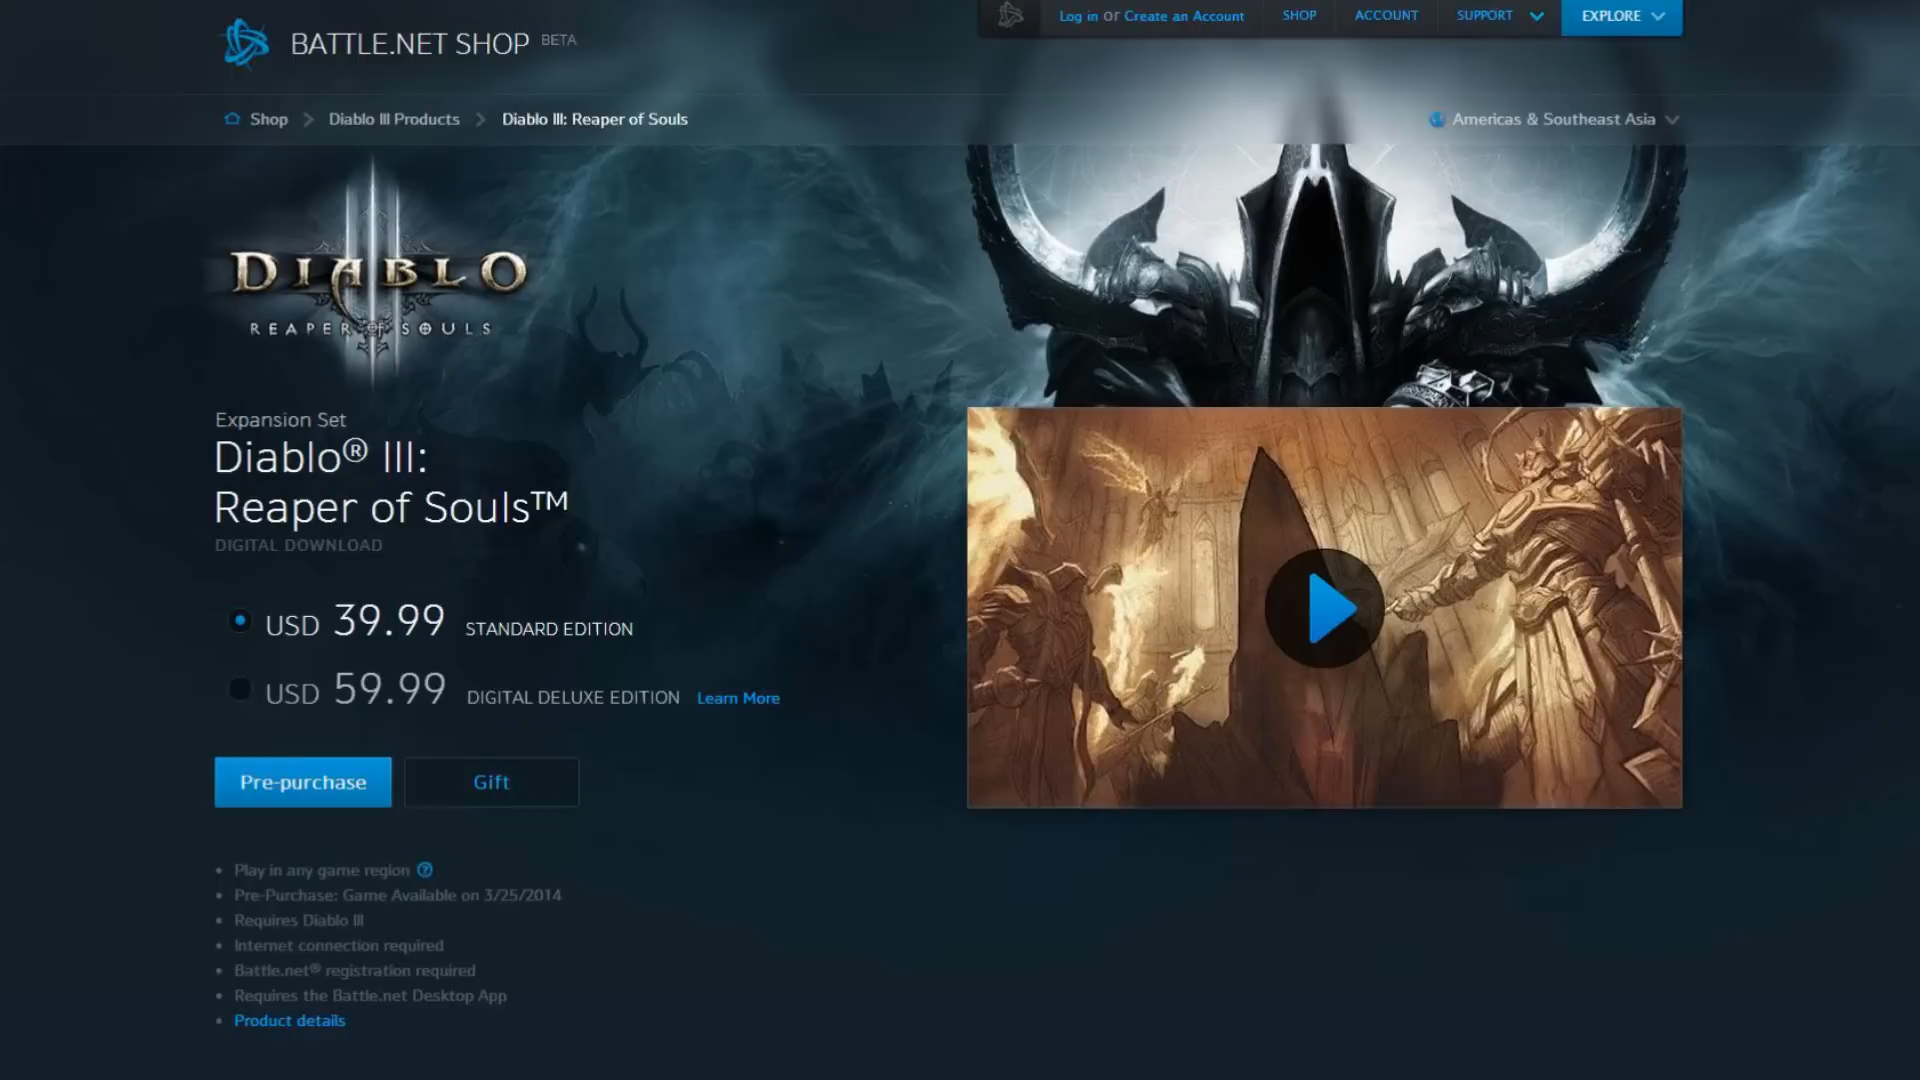 BATTLE.NET SHOP BETA
Log in or Create an Account SHOP ACCOUNT SUPPORT EXPLORE
Shop Diablo III Products Diablo III: Reaper of Souls
Americas & Southeast Asia
DIABLO
REAPER OF SOULS
Expansion Set
Diablo® III:
Reaper of Souls™
DIGITAL DOWNLOAD
USD 39.99 STANDARD EDITION
USD 59.99 DIGITAL DELUXE EDITION Learn More
Pre-purchase Gift
• Play in any game region ?
• Pre-Purchase: Game Available on 3/25/2014
• Requires Diablo III
• Internet connection required
• Battle.net® registration required
• Requires the Battle.net Desktop App
• Product details